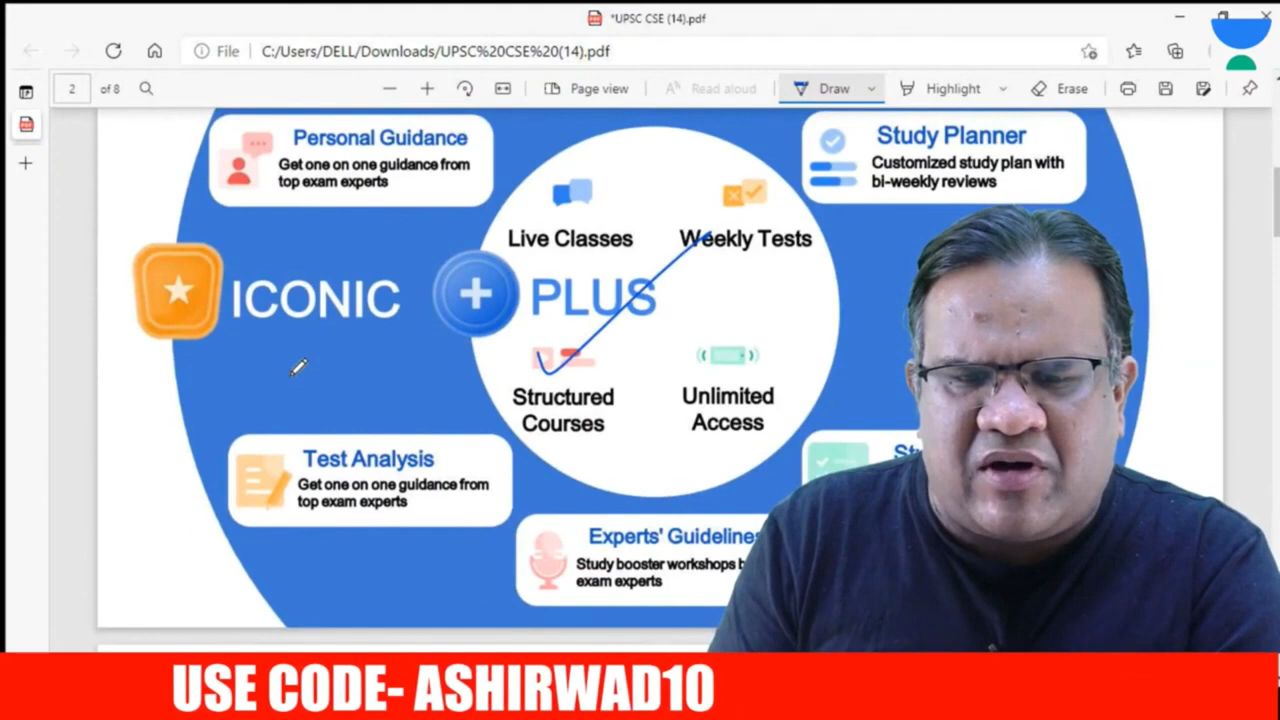 *UPSC CSE (14).pdf
File C:/Users/DELL/Downloads/UPSC%20CSE%20(14).pdf
2 of 8 Page view Read aloud Draw Highlight Erase
Personal Guidance
Get one on one guidance from
top exam experts
Study Planner
Customized study plan with
bi-weekly reviews
Live Classes
Weekly Tests
ICONIC
PLUS
Structured
Courses
Unlimited
Access
Test Analysis
Get one on one guidance from
top exam experts
Experts' Guideline
Study booster workshops
exam experts
USE CODE- ASHIRWAD10